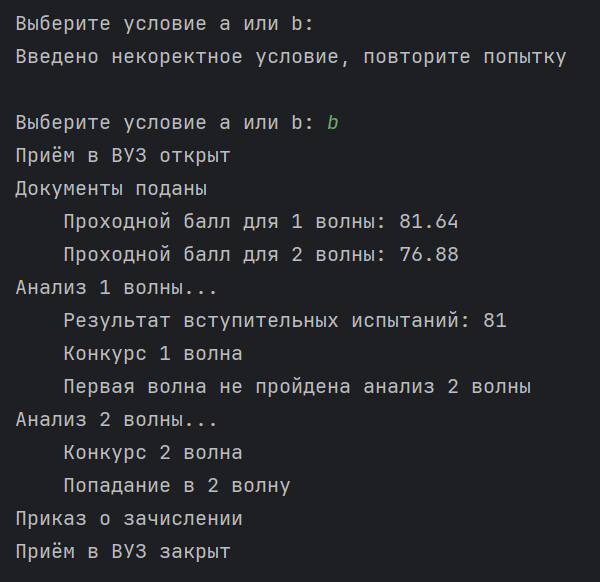 Выберите условие a или b:
Введено некоректное условие, повторите попытку
Выберите условие a или b: b
Приём в ВУЗ открыт
Документы поданы
Проходной балл для 1 волны: 81.64
Проходной балл для 2 волны: 76.88
Анализ 1 волны...
Результат вступительных испытаний: 81
Конкурс 1 волна
Первая волна не пройдена анализ 2 волны
Анализ 2 волны...
Конкурс 2 волна
Попадание в 2 волну
Приказ о зачислении
Приём в ВУЗ закрыт